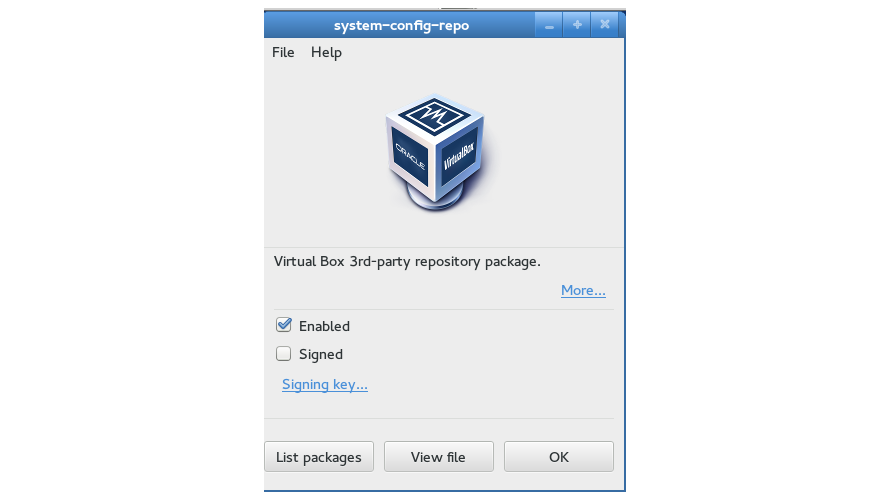 system-config-repo
File Help
ORACLE
VirtualBox
Virtual Box 3rd-party repository package.
More...
Enabled
Signed
Signing key...
List packages View file OK